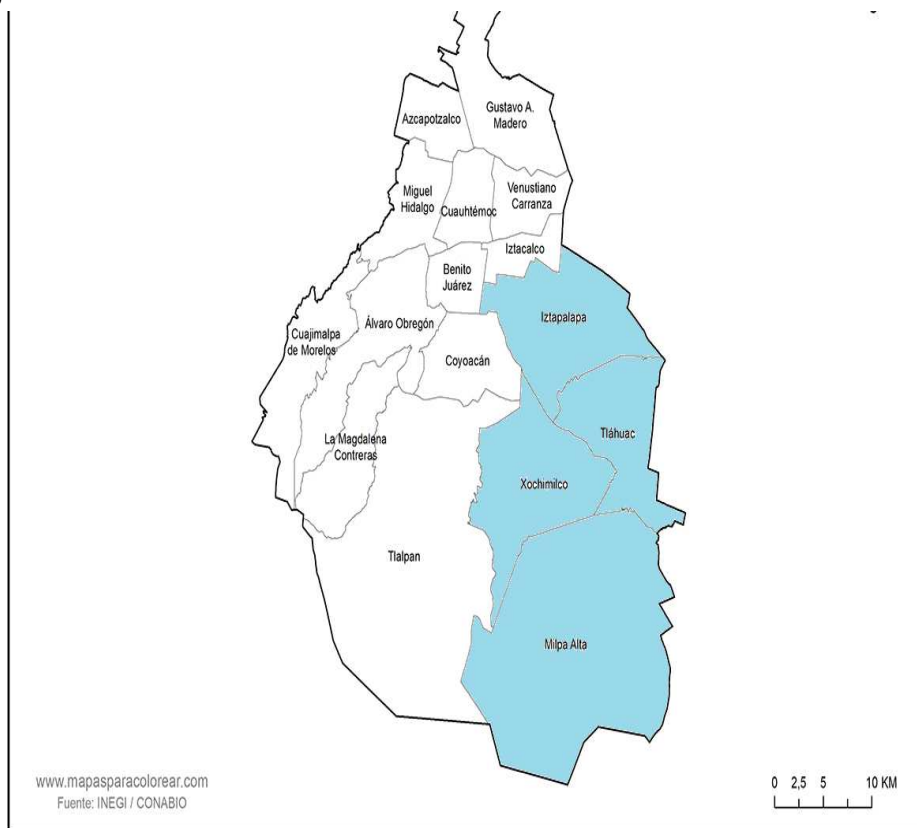 Gustavo A.
Madero
Azcapotzalco
Miguel
Hidalgo
Cuauhtémoc
Venustiano
Carranza
Iztacalco
Benito
Juárez
Iztapalapa
Álvaro Obregón
Cuajimalpa
de Morelos
Coyoacán
Tláhuac
La Magdalena
Contreras
Xochimilco
Tlalpan
Milpa Alta
www.mapasparacolorear.com
Fuente: INEGI / CONABIO
0 2,5 5 10 KM